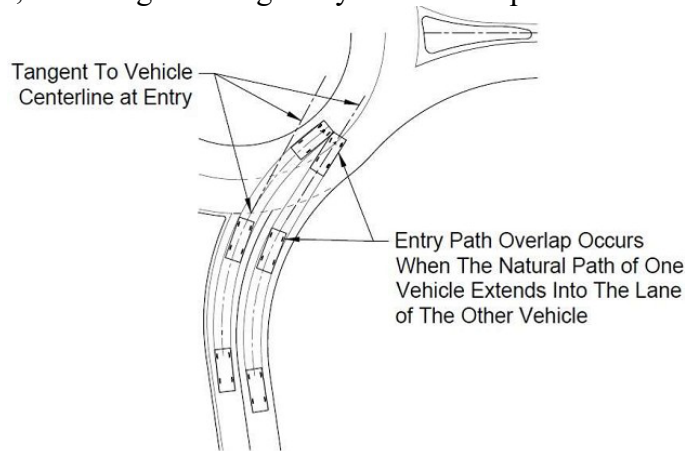 Tangent To Vehicle
Centerline at Entry
Entry Path Overlap Occurs
When The Natural Path of One
Vehicle Extends Into The Lane
of The Other Vehicle